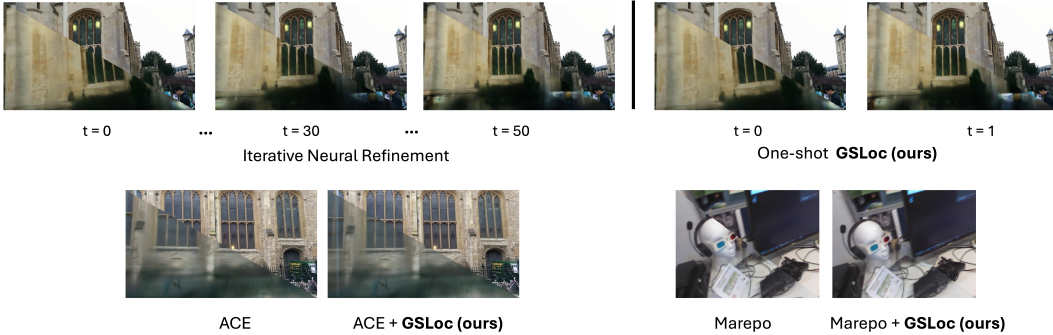 t = 0 ... t = 30 ... t = 50
Iterative Neural Refinement
t = 0 t = 1
One-shot GSLoc (ours)
ACE
ACE + GSLoc (ours)
Marepo
Marepo + GSLoc (ours)